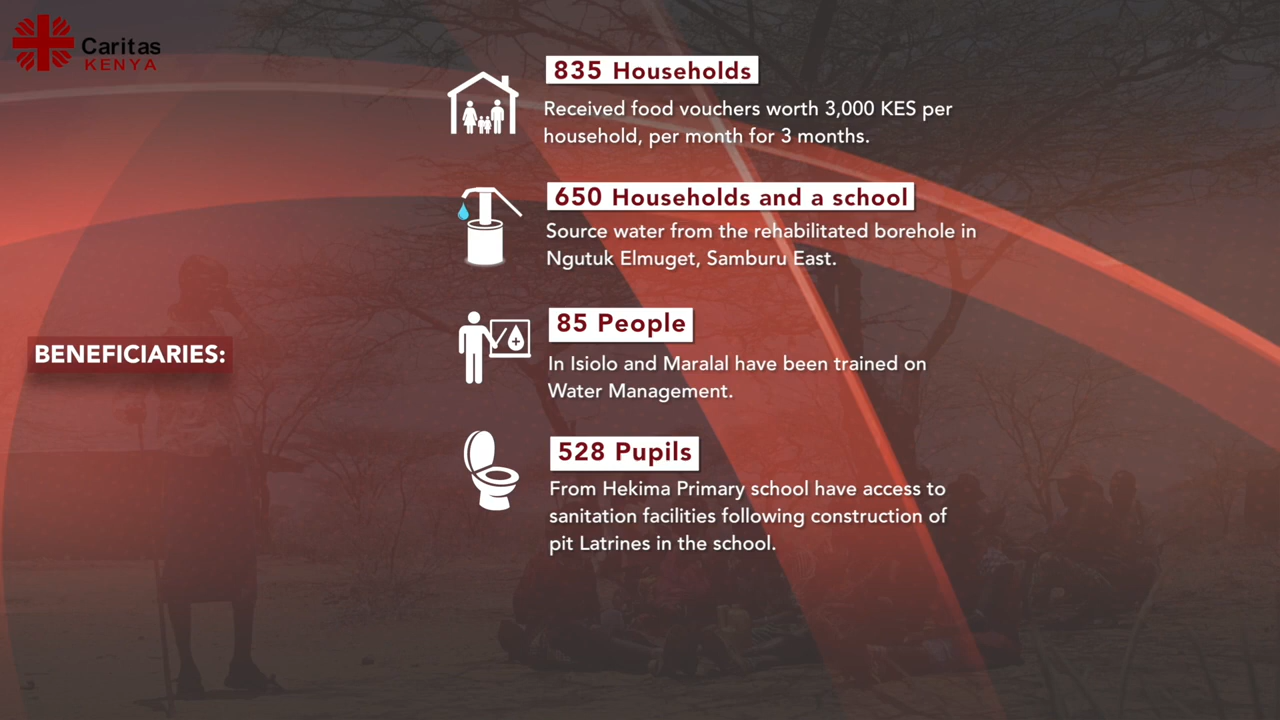 Caritas
KENYA
BENEFICIARIES:
835 Households
Received food vouchers worth 3,000 KES per
household, per month for 3 months.
650 Households and a school
Source water from the rehabilitated borehole in
Ngutuk Elmuget, Samburu East.
85 People
In Isiolo and Maralal have been trained on
Water Management.
528 Pupils
From Hekima Primary school have access to
sanitation facilities following construction of
pit Latrines in the school.